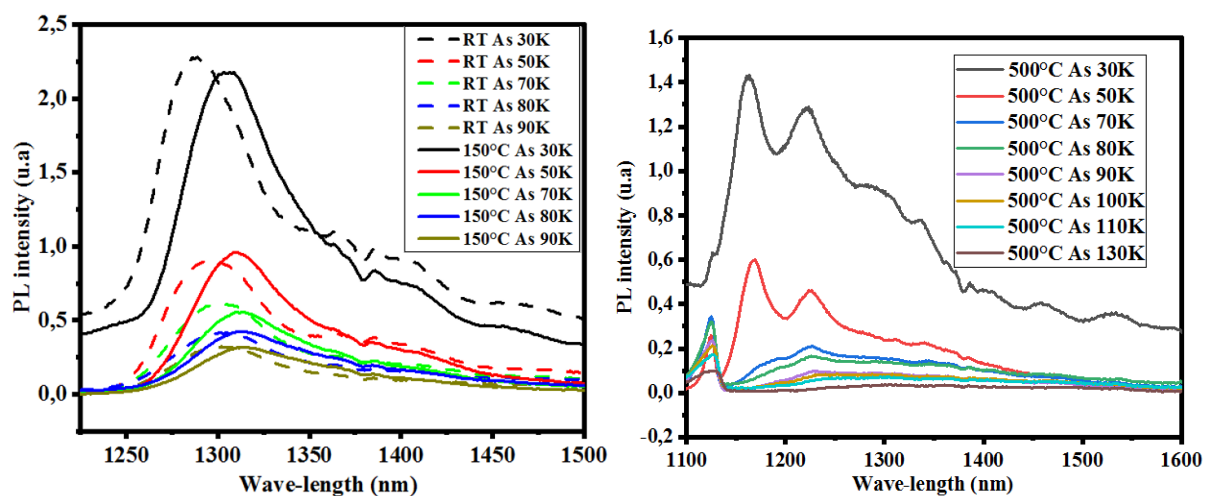 2,5
2,0
1,5
1,0
0,5
0,0
PL intensity (u.a)
RT As 30K
RT As 50K
RT As 70K
RT As 80K
RT As 90K
150°C As 30K
150°C As 50K
150°C As 70K
150°C As 80K
150°C As 90K
1250 1300 1350 1400 1450 1500
Wave-length (nm)
1,6
1,4
1,2
1,0
0,8
0,6
0,4
0,2
0,0
-0,2
PL intensity (u.a)
500°C As 30K
500°C As 50K
500°C As 70K
500°C As 80K
500°C As 90K
500°C As 100K
500°C As 110K
500°C As 130K
1100 1200 1300 1400 1500 1600
Wave-length (nm)